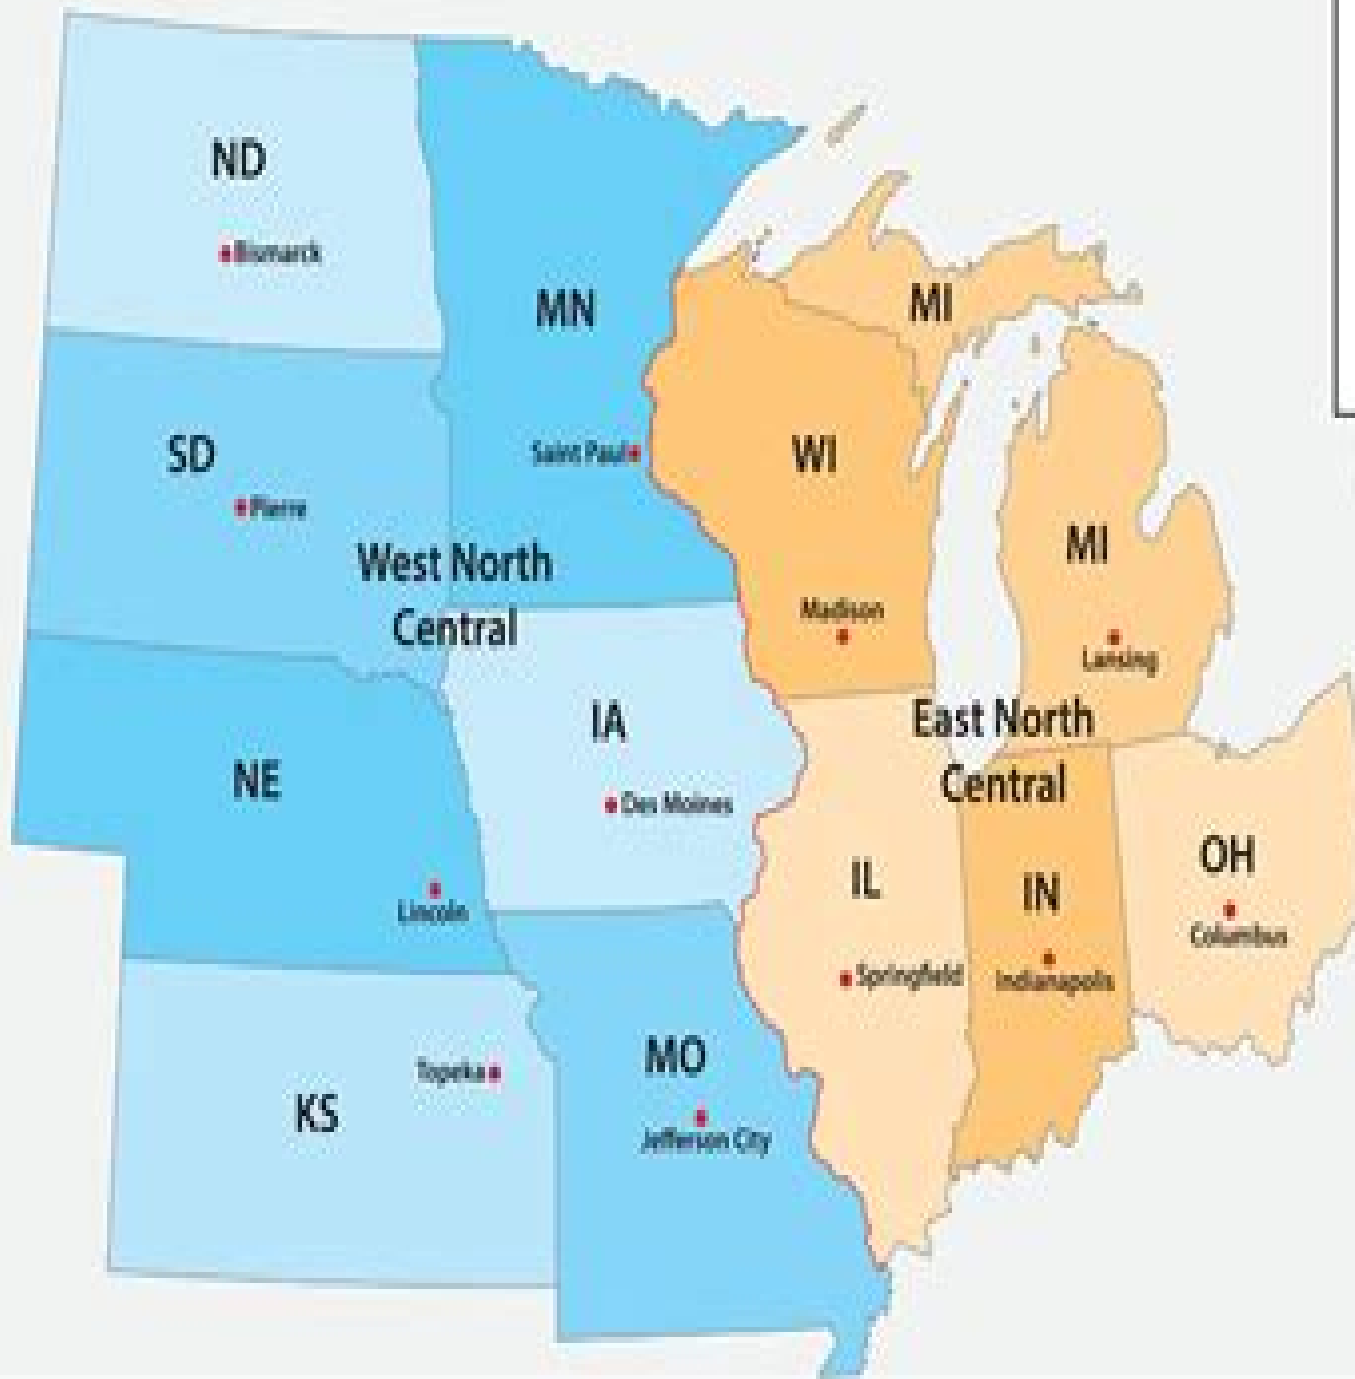 ND
Bismarck
MN
MI
SD
Saint Paul
WI
Pierre
MI
West North
Central
Madison
Lansing
IA
East North
Central
NE
Des Moines
OH
IL
IN
Lincoln
Columbus
Springfield
Indianapolis
MO
Topeka
KS
Jefferson City